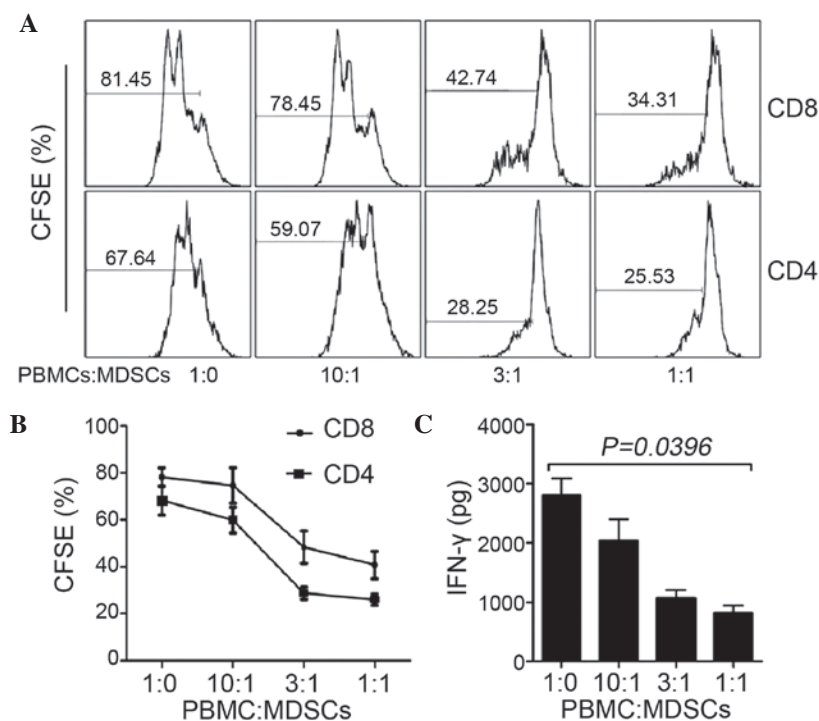 A
CFSE (%)
81.45
78.45
42.74
34.31
CD8
67.64
59.07
28.25
25.53
CD4
PBMCs:MDSCs 1:0 10:1 3:1 1:1
B
CFSE (%)
100
80
60
40
20
0
CD8
CD4
1:0 10:1 3:1 1:1
PBMC:MDSCs
C
IFN-γ (pg)
4000
3000
2000
1000
0
P=0.0396
1:0 10:1 3:1 1:1
PBMC:MDSCs